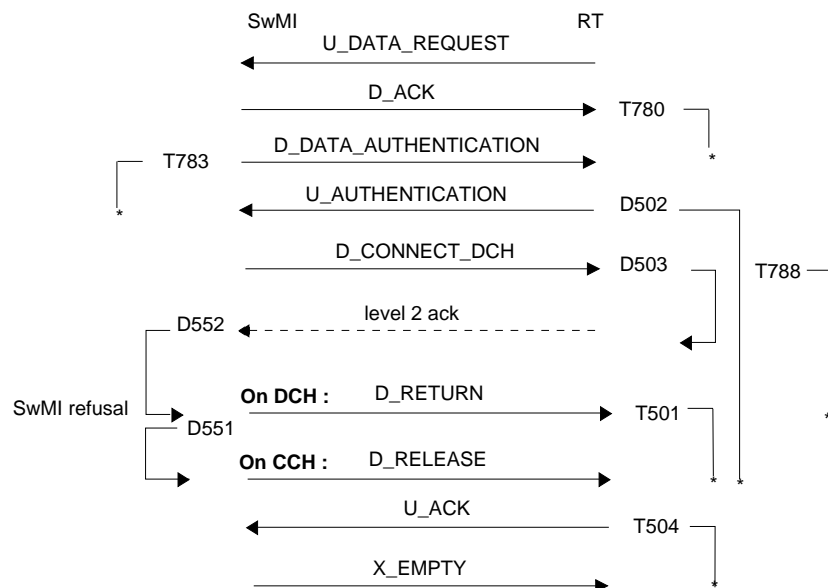 SwMI RT
U_DATA_REQUEST
D_ACK
T780
D_DATA_AUTHENTICATION
*
T783
U_AUTHENTICATION
D502
*
D_CONNECT_DCH
D503
T788
level 2 ack
D552
On DCH : D_RETURN
SwMI refusal
T501
*
D551
On CCH : D_RELEASE
* *
U_ACK
T504
X_EMPTY
*